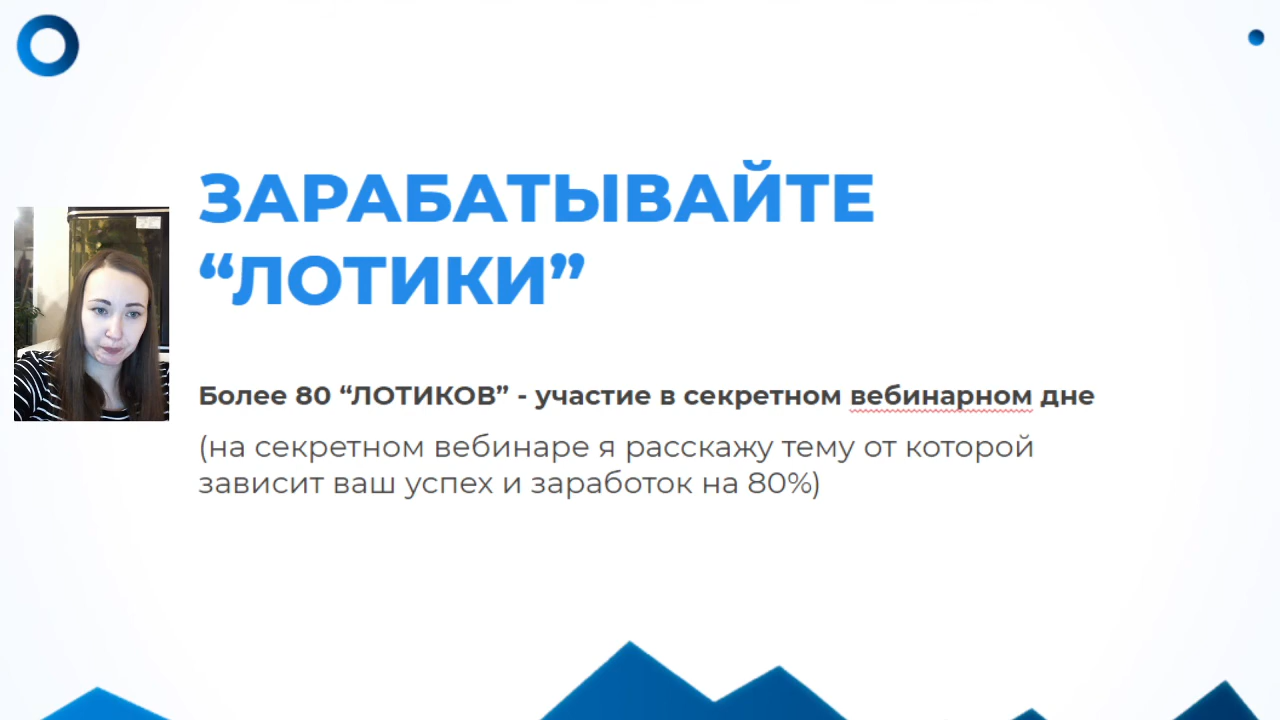 ЗАРАБАТЫВАЙТЕ
“ЛОТИКИ”
Более 80 “ЛОТИКОВ” - участие в секретном вебинарном дне
(на секретном вебинаре я расскажу тему от которой
зависит ваш успех и заработок на 80%)